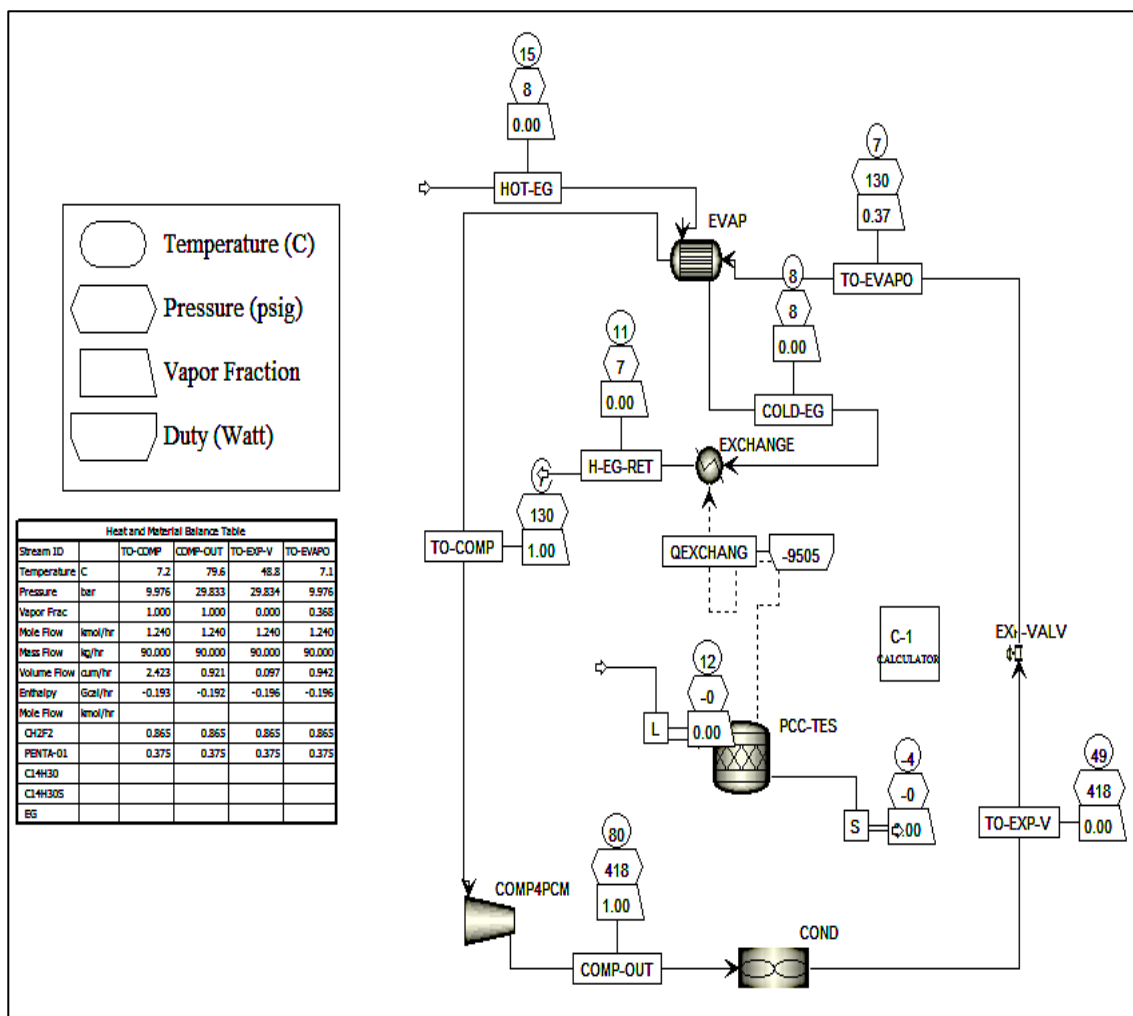 15
8
0.00
HOT-EG
7
130
0.37
TO-EVAPO
EVAP
8
8
0.00
COLD-EG
11
7
0.00
H-EG-RET
EXCHANGE
130
1.00
TO-COMP
QEXCHANG
-9505
Temperature (C)
Pressure (psig)
Vapor Fraction
Duty (Watt)
Heat and Material Balance Table
Stream ID TO-COMP COMP-OUT TO-EXP-V TO-EVAPO
Temperature C 7.2 79.6 48.8 7.1
Pressure bar 9.976 29.833 29.834 9.976
Vapor Frac 1.000 1.000 0.000 0.368
Mole Flow kmol/hr 1.240 1.240 1.240 1.240
Mass Flow kg/hr 90.000 90.000 90.000 90.000
Volume Flow cum/hr 2.423 0.921 0.097 0.942
Enthalpy Gcal/hr -0.193 -0.192 -0.196 -0.196
Mole Flow kmol/hr
CH2F2 0.865 0.865 0.865 0.865
PENTA-01 0.375 0.375 0.375 0.375
C14H30
C14H30S
EG
C-1
CALCULATOR
-VALV
12
-0
0.00
L
PCC-TES
-4
-0
.00
S
49
418
0.00
TO-EXP-V
80
418
1.00
COMP-OUT
COMP4PCM
COND